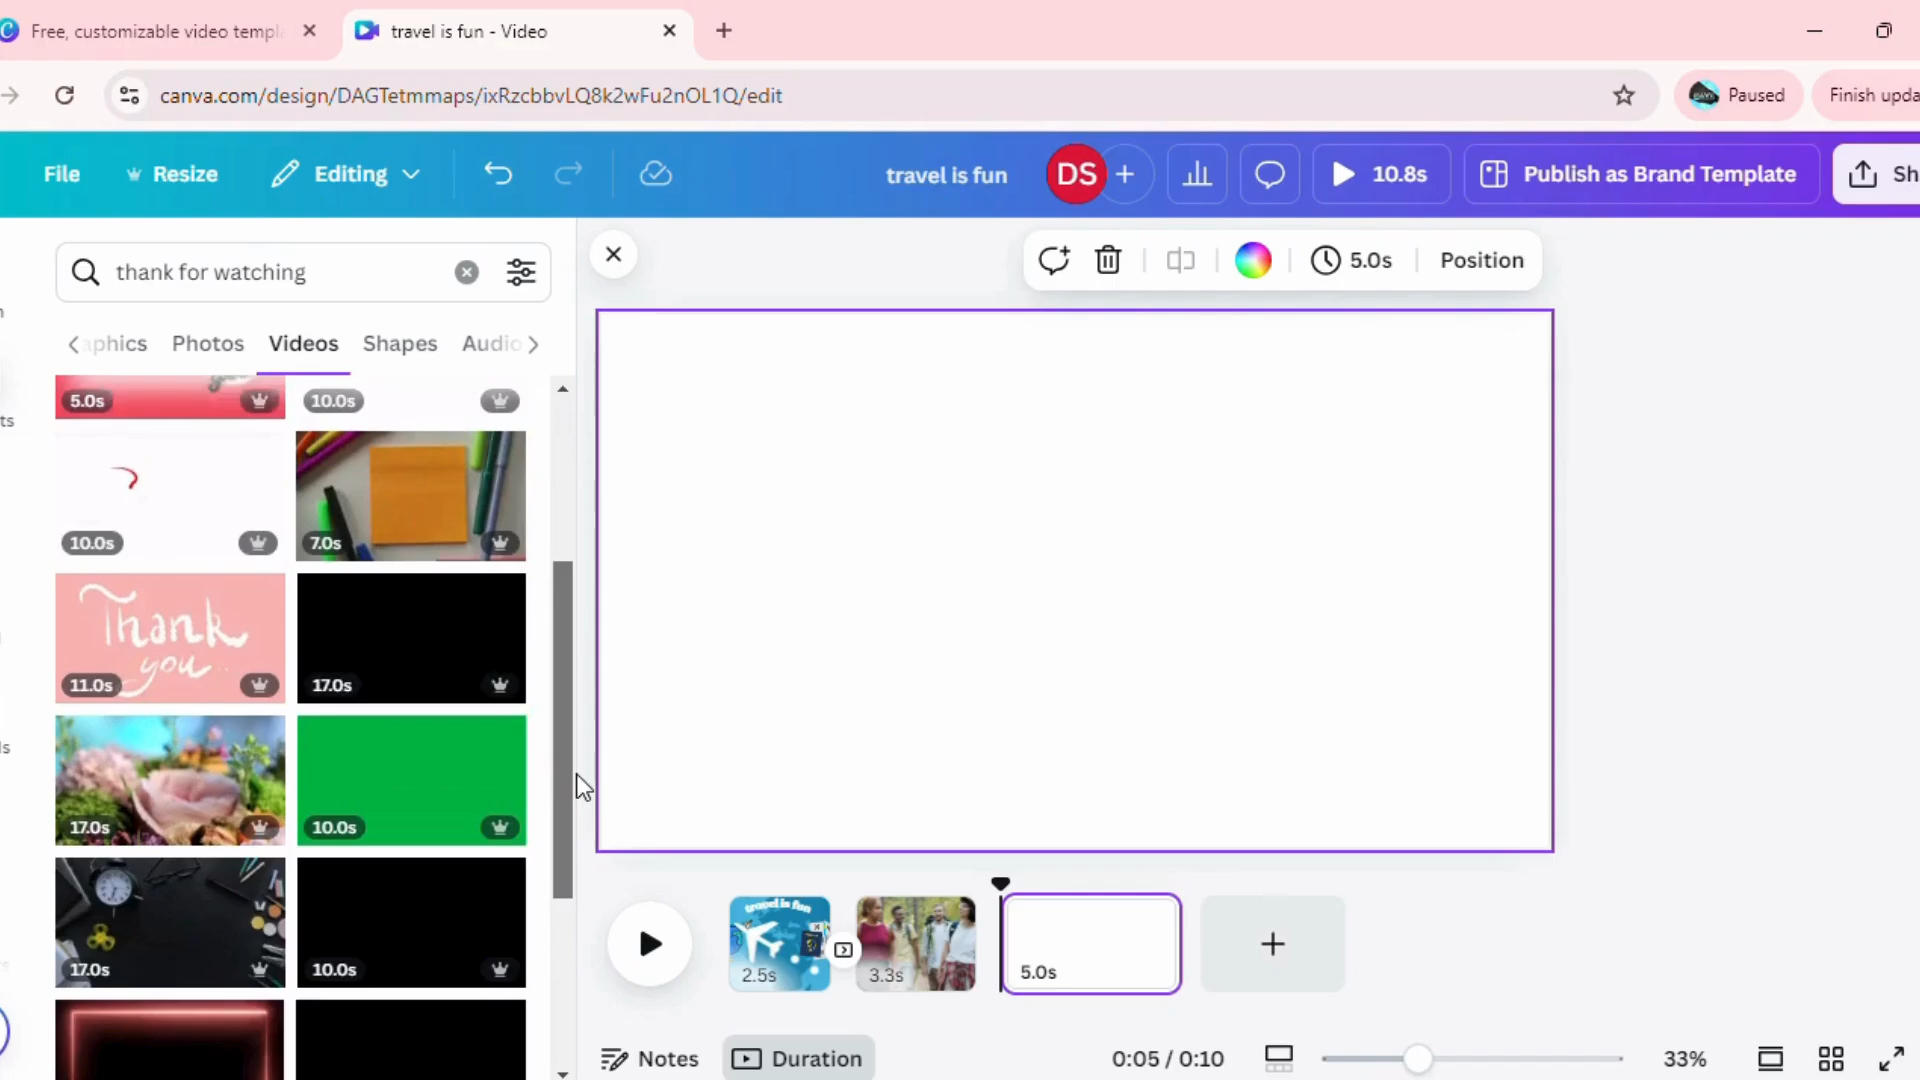 Free, customizable video templ
travel is fun - Video
canva.com/design/DAGTetmmaps/ixRzcbbvLQ8k2wFu2nOL1Q/edit
Paused
Finish upda
File
Resize
Editing
travel is fun
DS
10.8s
Publish as Brand Template
Sh
thank for watching
5.0s
Position
aphics
Photos
Videos
Shapes
Audio
5.0s
10.0s
10.0s
7.0s
Thank
you..
11.0s
17.0s
17.0s
10.0s
17.0s
10.0s
travel is fun
2.5s
3.3s
5.0s
Notes
Duration
0:05 / 0:10
33%